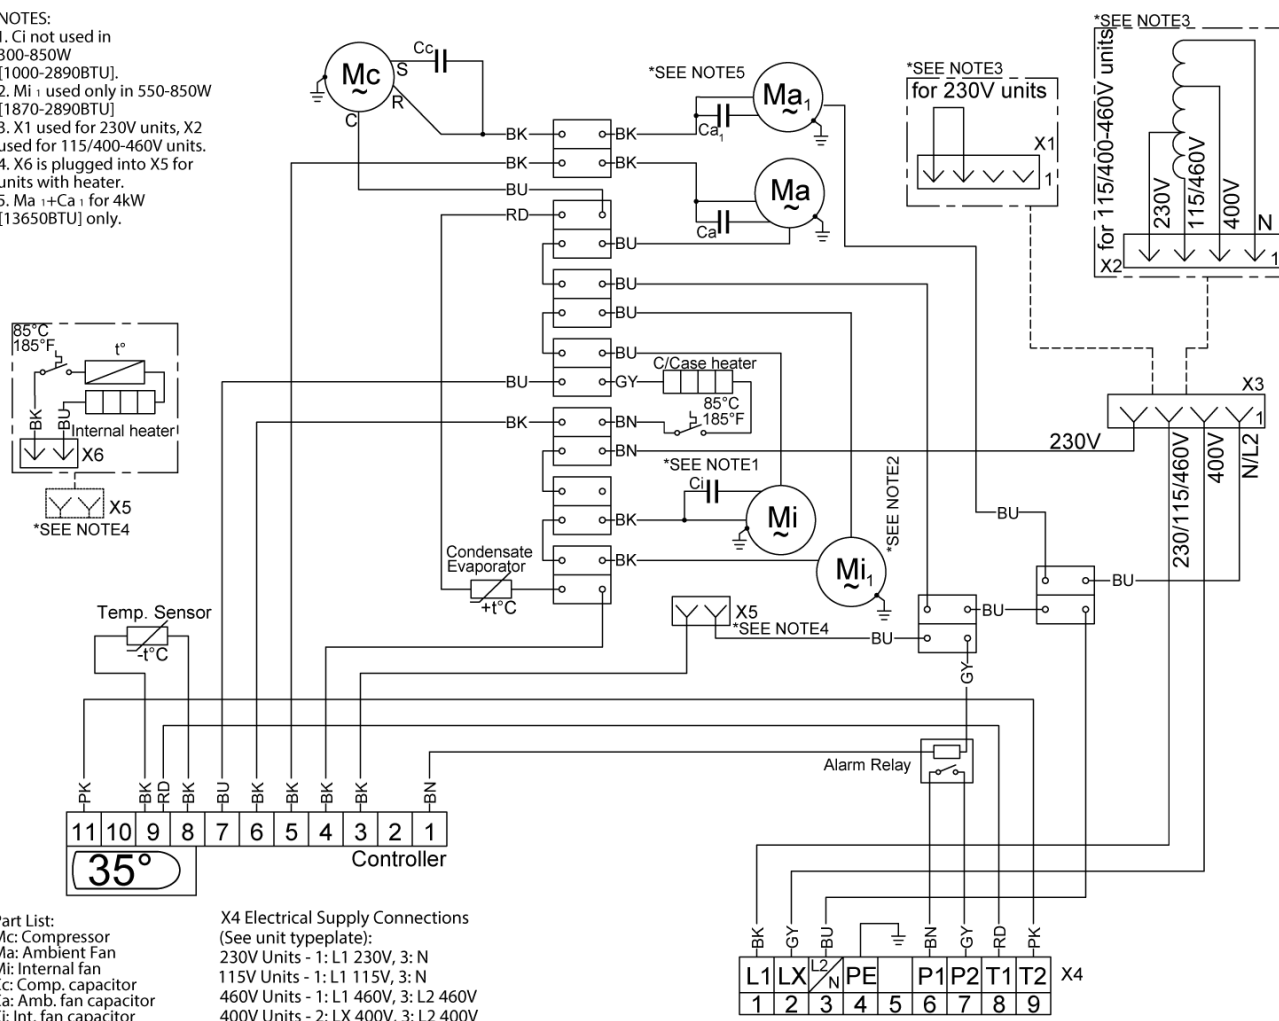 NOTES:
1. Ci not used in
300-850W
[1000-2890BTU].
2. Mi 1 used only in 550-850W
[1870-2890BTU]
3. X1 used for 230V units, X2
used for 115/400-460V units.
4. X6 is plugged into X5 for
units with heater.
5. Ma 1+Ca 1 for 4kW
[13650BTU] only.
Mc
~
S
R
C
Cc
BK
BK
BU
RD
BK
BK
BU
BU
BU
BU
GY
BN
BN
BK
BK
BU
BK
*SEE NOTE5
Ma1
~
Ca1
Ma
~
Ca
*SEE NOTE3
for 230V units
X1
1
*SEE NOTE3
for 115/400-460V units
230V
115/460V
400V
N
X2
1
85°C
185°F
t°
BK
BU
Internal heater
X6
X5
*SEE NOTE4
C/Case heater
85°C
185°F
*SEE NOTE1
Ci
Mi
~
*SEE NOTE2
Mi1
~
X3
1
230V
230/115/460V
400V
N/L2
BU
BU
BU
BU
GY
Condensate
Evaporator
+t°C
Temp. Sensor
-t°C
X5
*SEE NOTE4
Alarm Relay
PK
BK
RD
BK
BU
BK
BK
BK
BK
BN
11 10 9 8 7 6 5 4 3 2 1
35°
Controller
BK
GY
BU
BN
GY
RD
PK
L1 LX L2/N PE P1 P2 T1 T2
X4
1 2 3 4 5 6 7 8 9
Part List:
Mc: Compressor
Ma: Ambient Fan
Mi: Internal fan
Cc: Comp. capacitor
Ca: Amb. fan capacitor
Ci: Int. fan capacitor
X4 Electrical Supply Connections
(See unit typeplate):
230V Units - 1: L1 230V, 3: N
115V Units - 1: L1 115V, 3: N
460V Units - 1: L1 460V, 3: L2 460V
400V Units - 2: LX 400V, 3: L2 400V